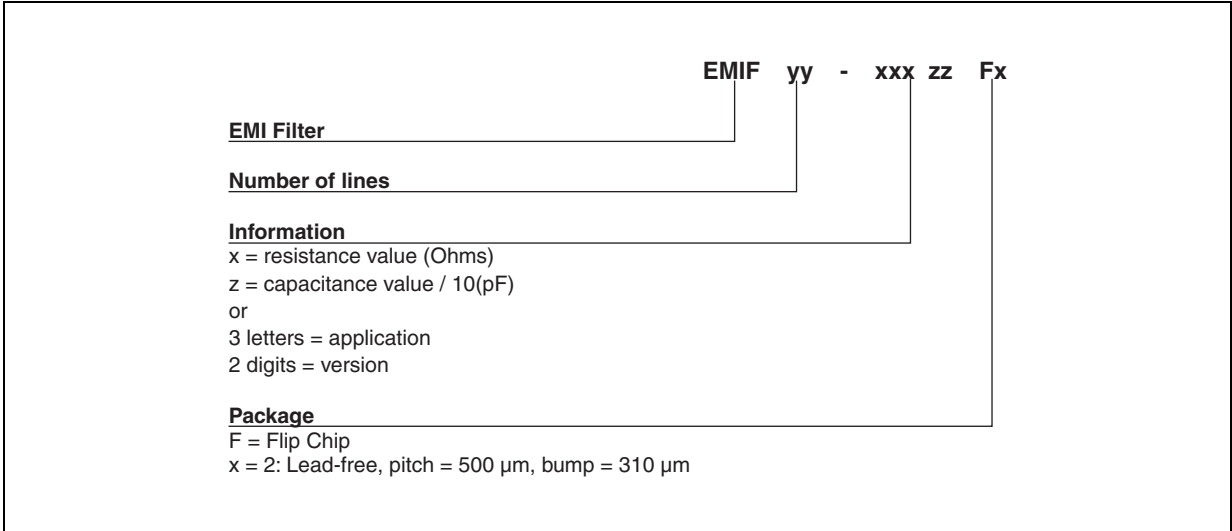 EMIF yy - xxx zz Fx
EMI Filter
Number of lines
Information
x = resistance value (Ohms)
z = capacitance value / 10(pF)
or
3 letters = application
2 digits = version
Package
F = Flip Chip
x = 2: Lead-free, pitch = 500 µm, bump = 310 µm